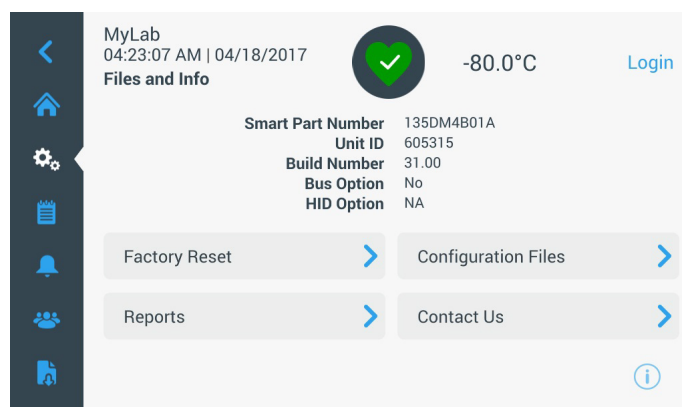 MyLab
04:23:07 AM | 04/18/2017
Files and Info
-80.0°C
Login
Smart Part Number 135DM4B01A
Unit ID 605315
Build Number 31.00
Bus Option No
HID Option NA
Factory Reset
Configuration Files
Reports
Contact Us